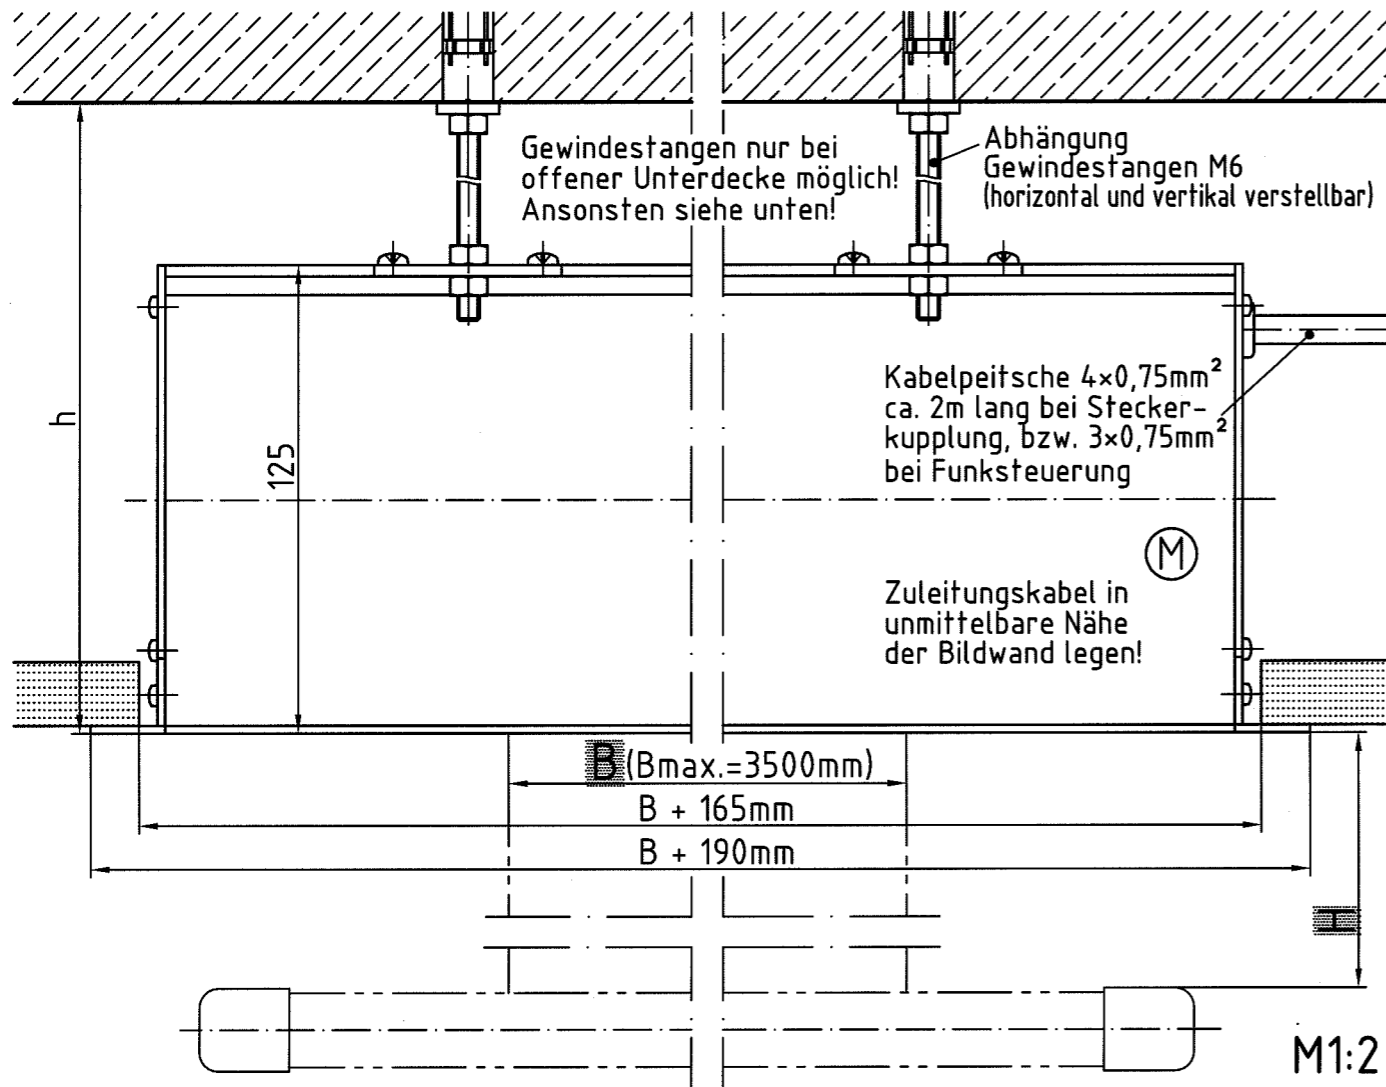 Gewindestangen nur bei
offener Unterdecke möglich!
Ansonsten siehe unten!
Abhängung
Gewindestangen M6
(horizontal und vertikal verstellbar)
h
125
Kabelpeitsche 4×0,75mm²
ca. 2m lang bei Stecker-
kupplung, bzw. 3×0,75mm²
bei Funksteuerung
M
Zuleitungskabel in
unmittelbare Nähe
der Bildwand legen!
B (Bmax.=3500mm)
B + 165mm
B + 190mm
H
M1:2